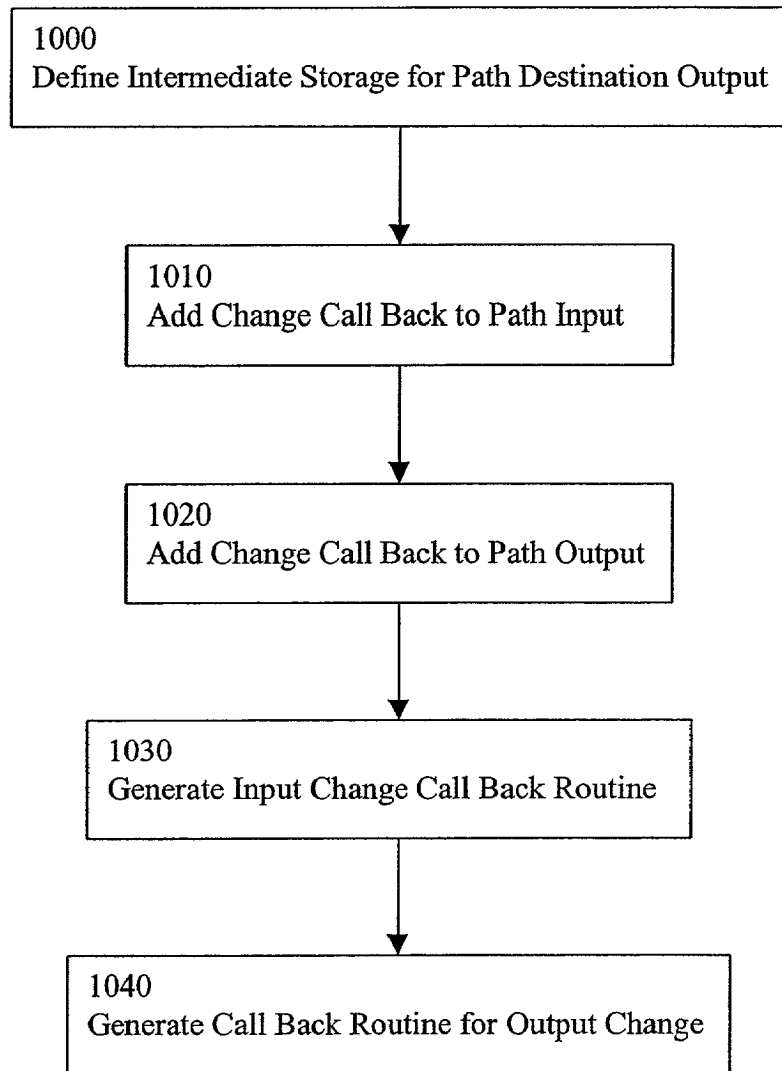 1000
Define Intermediate Storage for Path Destination Output
1010
Add Change Call Back to Path Input
1020
Add Change Call Back to Path Output
1030
Generate Input Change Call Back Routine
1040
Generate Call Back Routine for Output Change